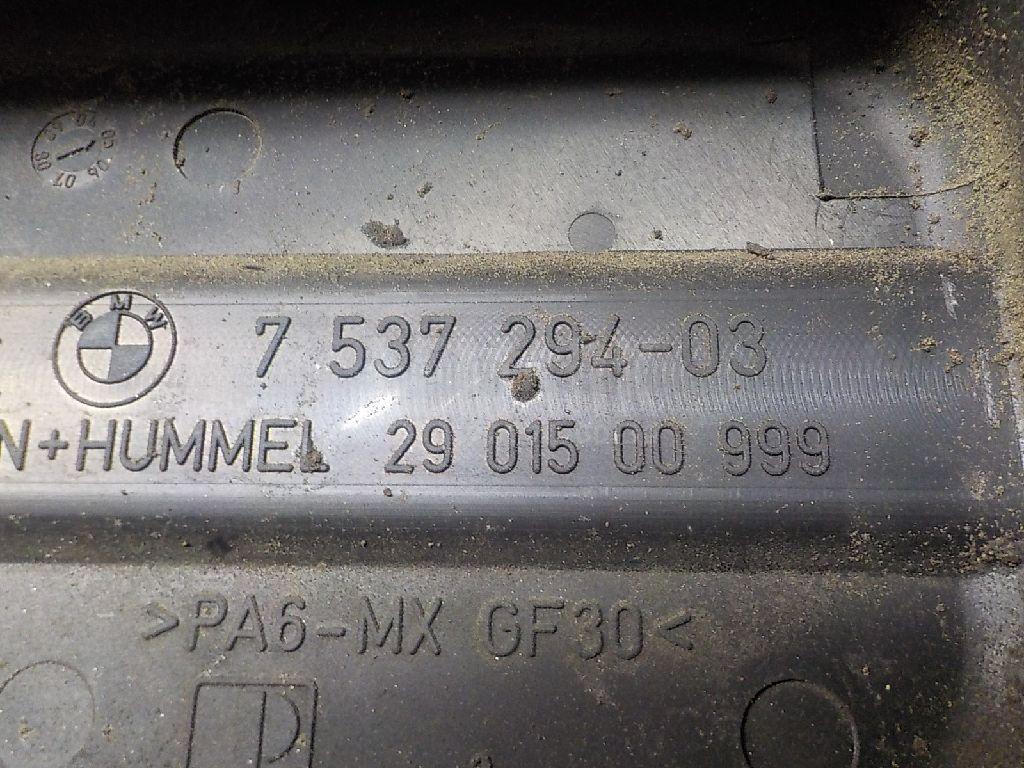 BMW 7 537 294-03
N+HUMMEL 29 015 00 999
>PA6-MX GF30<